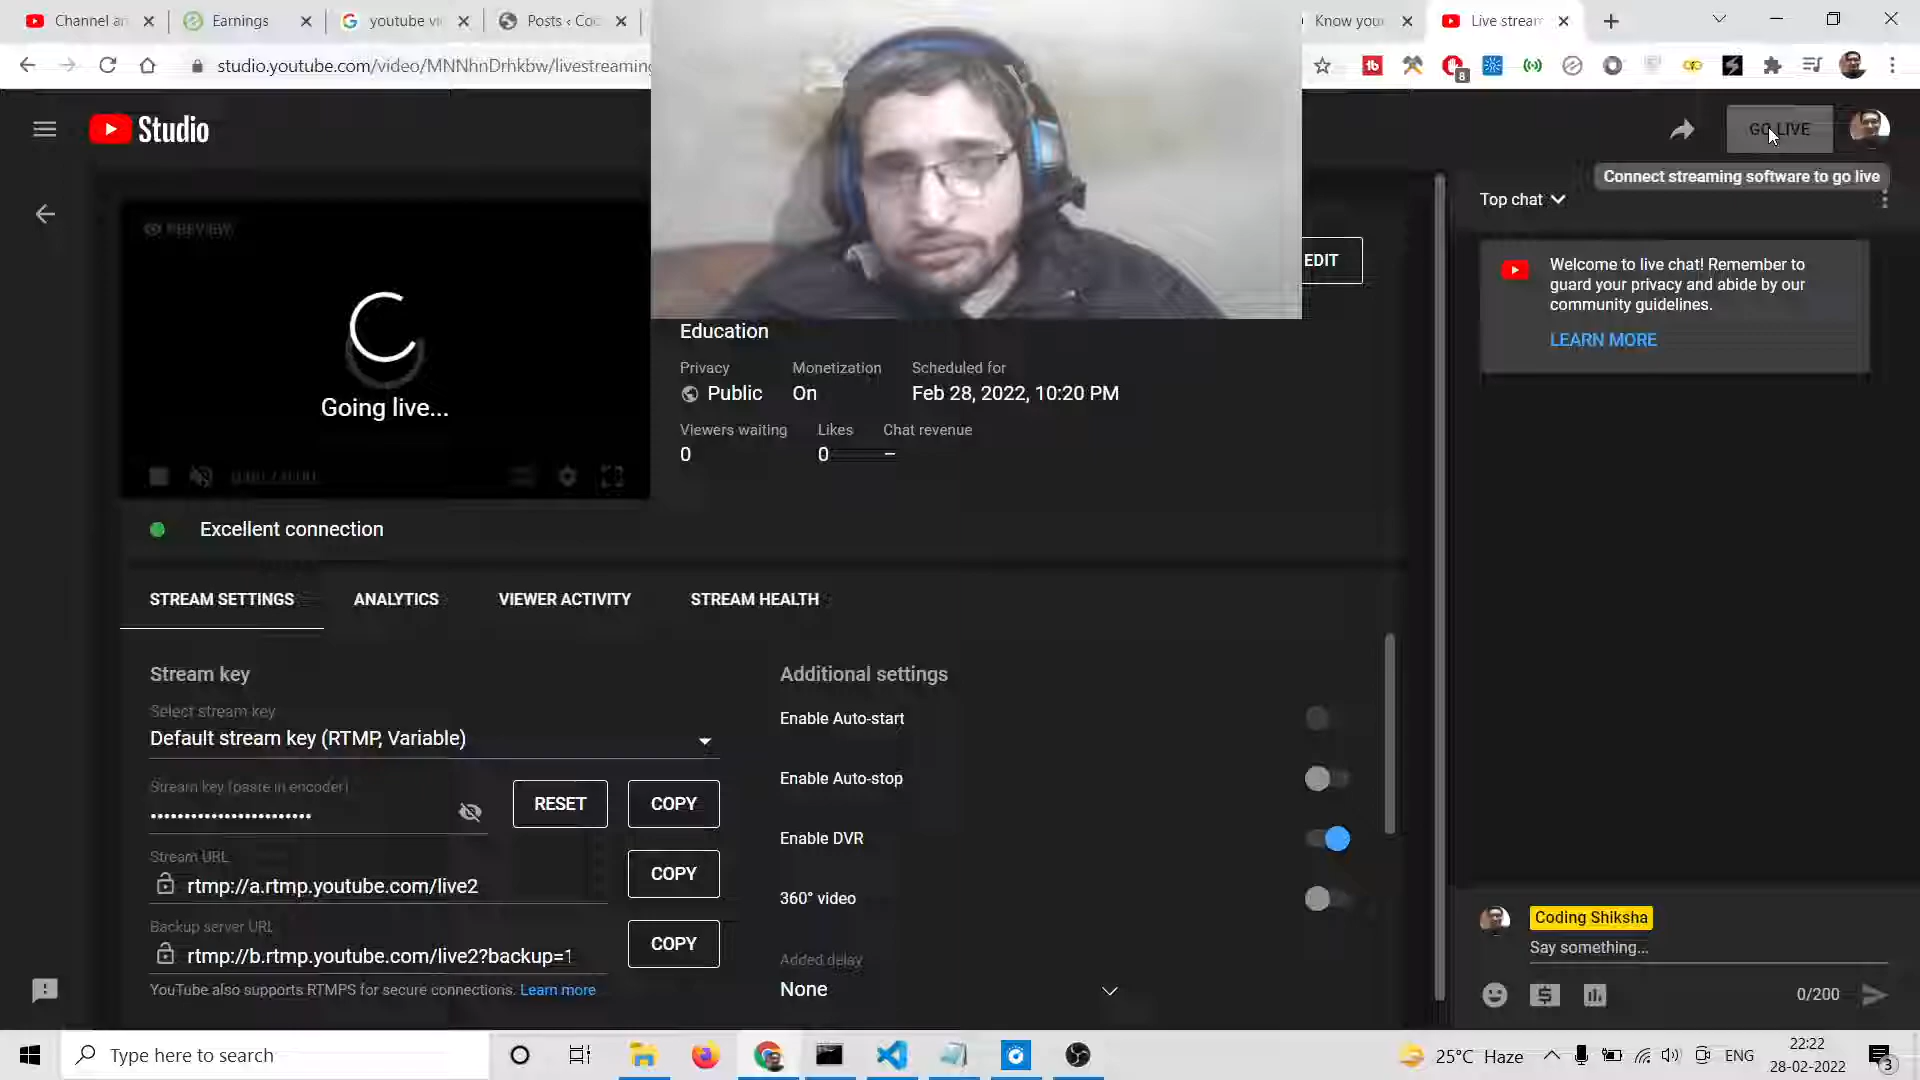 Channel an
Earnings
youtube vi
Posts ‹ Coc
Know your
Live stream
studio.youtube.com/video/MNNhnDrhkbw/livestreaming
8
Studio
GO LIVE
Connect streaming software to go live
PREVIEW
Going live...
EDIT
Education
Privacy
Monetization
Scheduled for
Public
On
Feb 28, 2022, 10:20 PM
Viewers waiting
Likes
Chat revenue
0
0
–
Excellent connection
STREAM SETTINGS
ANALYTICS
VIEWER ACTIVITY
STREAM HEALTH
Stream key
Select stream key
Default stream key (RTMP, Variable)
Stream key (paste in encoder)
••••••••••••••••••••••••
RESET
COPY
Stream URL
rtmp://a.rtmp.youtube.com/live2
COPY
Backup server URL
rtmp://b.rtmp.youtube.com/live2?backup=1
COPY
YouTube also supports RTMPS for secure connections. Learn more
Additional settings
Enable Auto-start
Enable Auto-stop
Enable DVR
360° video
Added delay
None
Top chat
Welcome to live chat! Remember to
guard your privacy and abide by our
community guidelines.
LEARN MORE
Coding Shiksha
Say something...
0/200
Type here to search
25°C Haze
ENG
22:22
28-02-2022
3